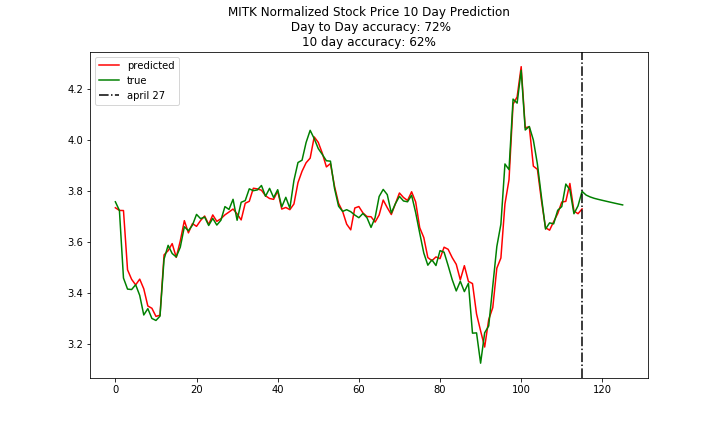 MITK Normalized Stock Price 10 Day Prediction
Day to Day accuracy: 72%
10 day accuracy: 62%
predicted
true
april 27
4.2
4.0
3.8
3.6
3.4
3.2
0
20
40
60
80
100
120